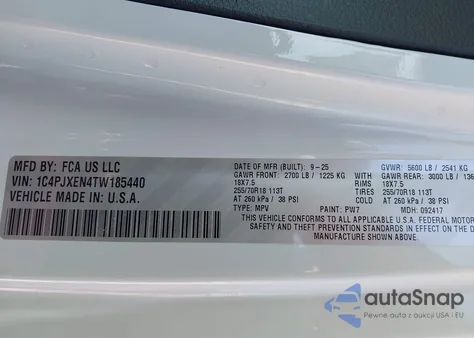 MFD BY: FCA US LLC
VIN: 1C4PJXEN4TW185440
VEHICLE MADE IN: U.S.A.
DATE OF MFR (BUILT): 9-25
GVWR: 5600 LB / 2541 KG
GAWR FRONT: 2700 LB / 1225 KG
GAWR REAR: 3000 LB / 136
18X7.5
RIMS 18X7.5
255/70R18 113T
TIRES 255/70R18 113T
AT 260 kPa / 38 PSI
COLD AT 260 kPa / 38 PSI
TYPE: MPV
PAINT: PW7
MDH: 092417
THIS VEHICLE CONFORMS TO ALL APPLICABLE U.S.A. FEDERAL MOTOR
SAFETY AND THEFT PREVENTION STANDARDS IN EFFECT ON THE DA
MANUFACTURE SHOWN ABOVE.
autoSnap
Pewne auta z aukcji USA i EU